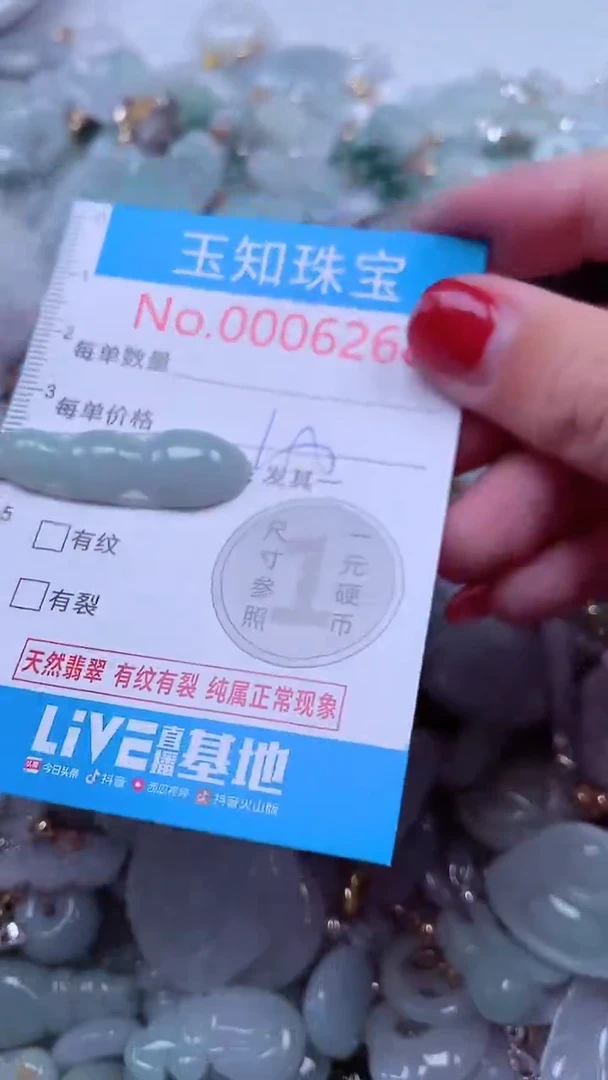 玉知珠宝
No.0006268
1
2
每单数量
3
每单价格
发其一
5
有纹
有裂
尺寸参照
1
一元硬币
天然翡翠 有纹有裂 纯属正常现象
LiVE直播基地
今日头条 抖音 西瓜视频 抖音火山版